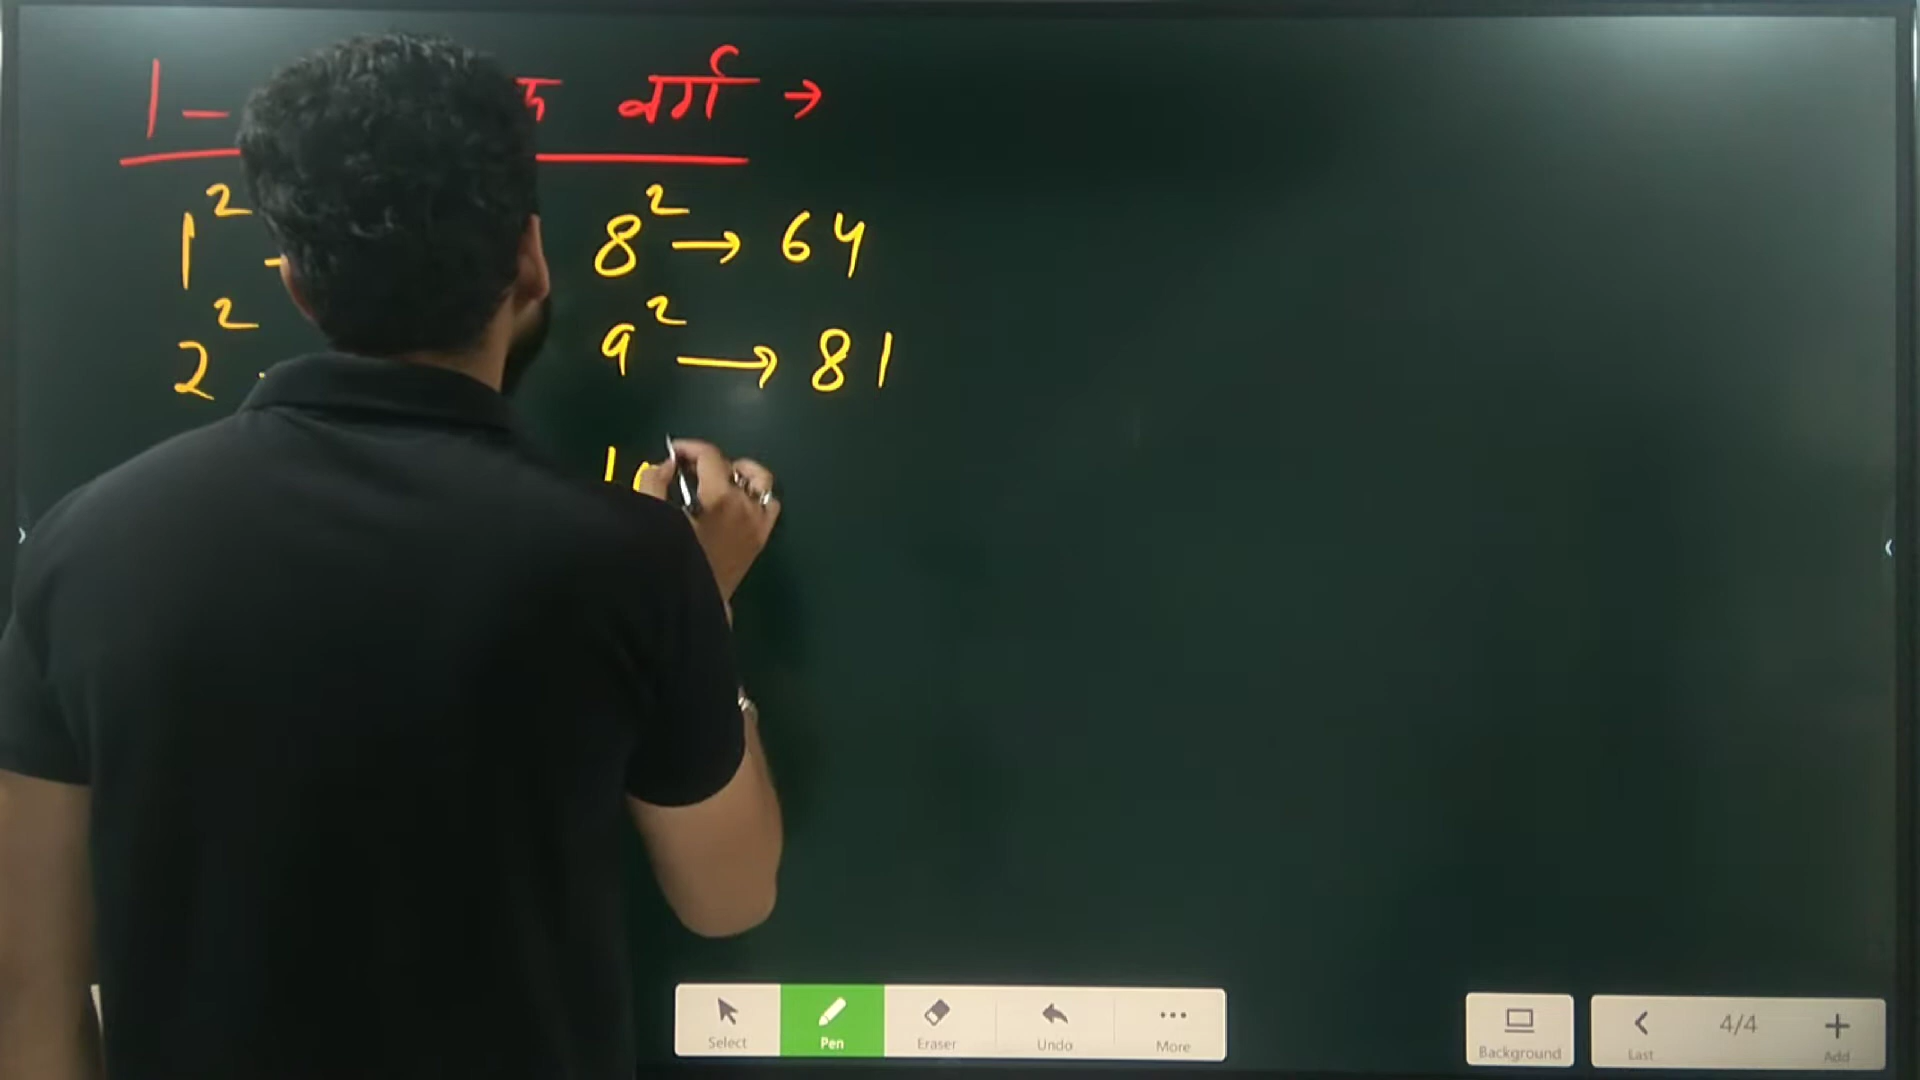 1 - वर्ग →
1²
2²
8² → 64
9² → 81
Select
Pen
Eraser
Undo
More
Background
Last
4/4
Add